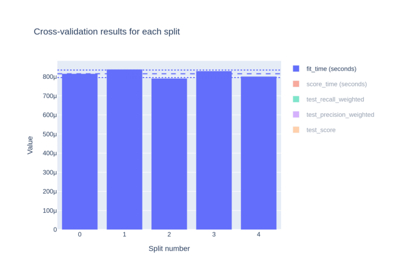 Cross-validation results for each split
fit_time (seconds)
score_time (seconds)
test_recall_weighted
test_precision_weighted
test_score
800μ
700μ
600μ
500μ
400μ
300μ
200μ
100μ
0
Value
0 1 2 3 4
Split number